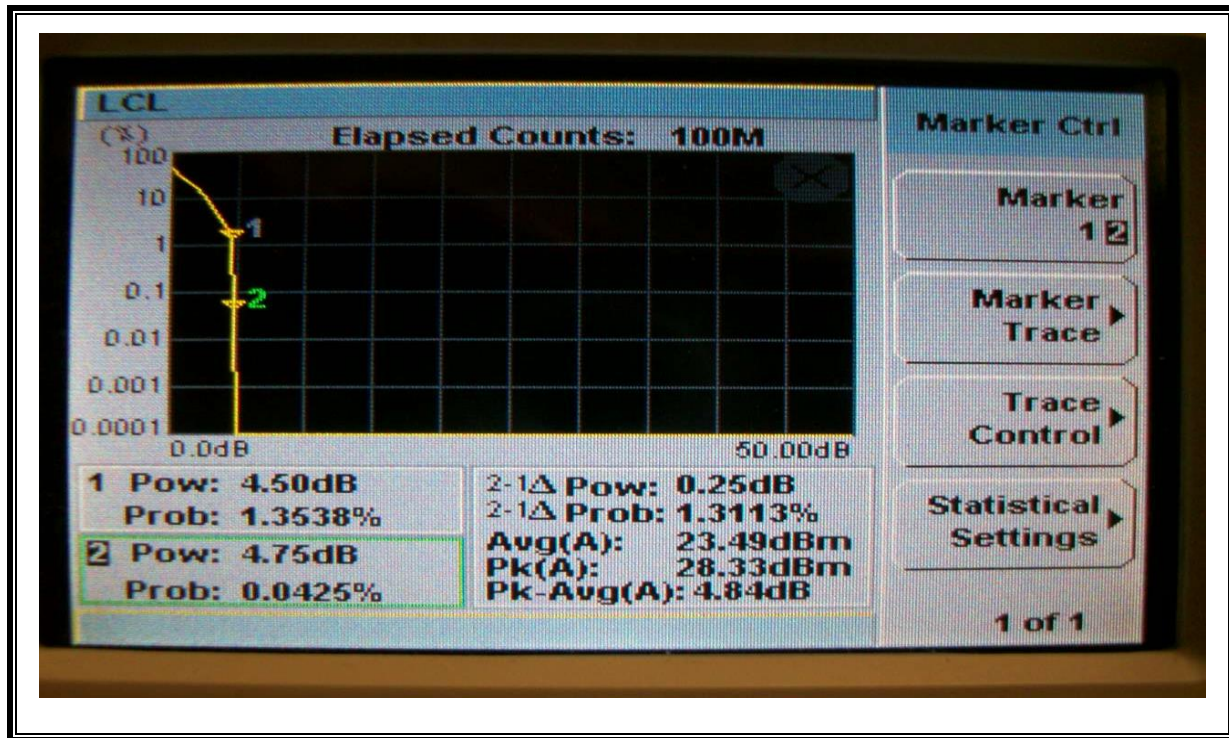 LCL
(%)
Elapsed Counts: 100M
100
10
1
0.1
0.01
0.001
0.0001
1
2
0.0dB
50.00dB
1 Pow: 4.50dB
Prob: 1.3538%
2 Pow: 4.75dB
Prob: 0.0425%
2-1Δ Pow: 0.25dB
2-1Δ Prob: 1.3113%
Avg(A): 23.49dBm
Pk(A): 28.33dBm
Pk-Avg(A): 4.84dB
Marker Ctrl
Marker
1 2
Marker
Trace
Trace
Control
Statistical
Settings
1 of 1